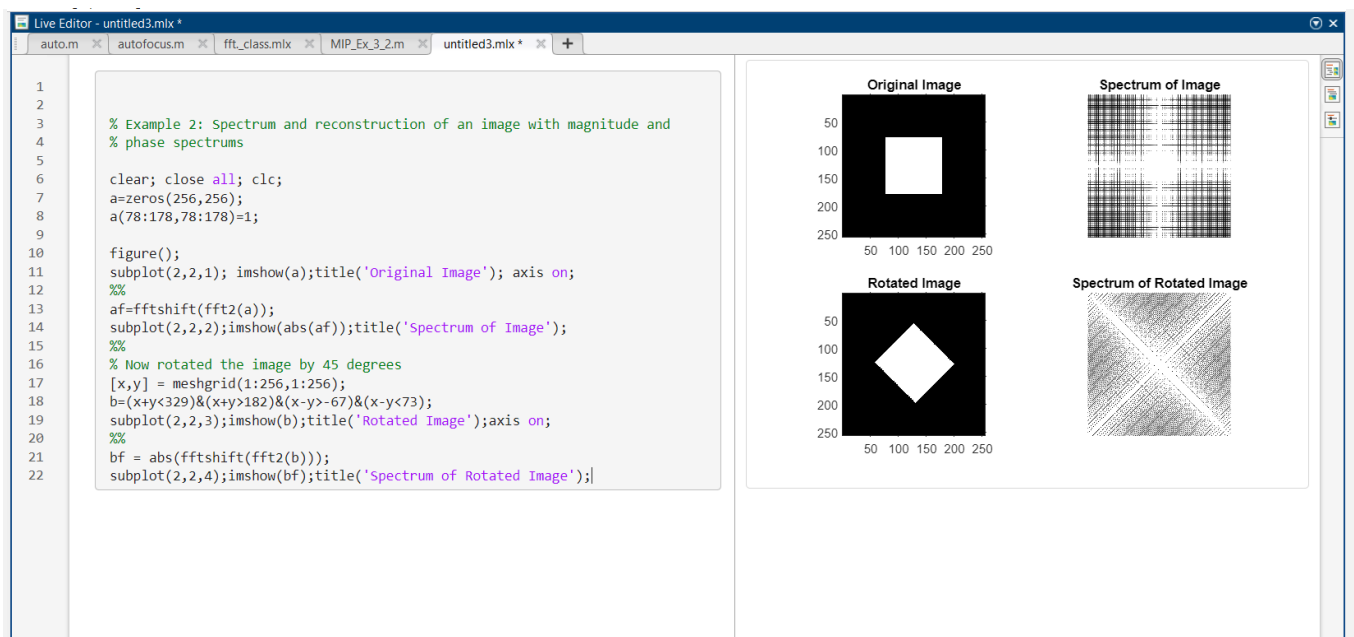 Live Editor - untitled3.mlx *
auto.m autofocus.m fft._class.mlx MIP_Ex_3_2.m untitled3.mlx *
1
2
3 % Example 2: Spectrum and reconstruction of an image with magnitude and
4 % phase spectrums
5
6 clear; close all; clc;
7 a=zeros(256,256);
8 a(78:178,78:178)=1;
9
10 figure();
11 subplot(2,2,1); imshow(a);title('Original Image'); axis on;
12 %%
13 af=fftshift(fft2(a));
14 subplot(2,2,2);imshow(abs(af));title('Spectrum of Image');
15 %%
16 % Now rotated the image by 45 degrees
17 [x,y] = meshgrid(1:256,1:256);
18 b=(x+y<329)&(x+y>182)&(x-y>-67)&(x-y<73);
19 subplot(2,2,3);imshow(b);title('Rotated Image');axis on;
20 %%
21 bf = abs(fftshift(fft2(b)));
22 subplot(2,2,4);imshow(bf);title('Spectrum of Rotated Image');
Original Image
50
100
150
200
250
50 100 150 200 250
Spectrum of Image
Rotated Image
50
100
150
200
250
50 100 150 200 250
Spectrum of Rotated Image